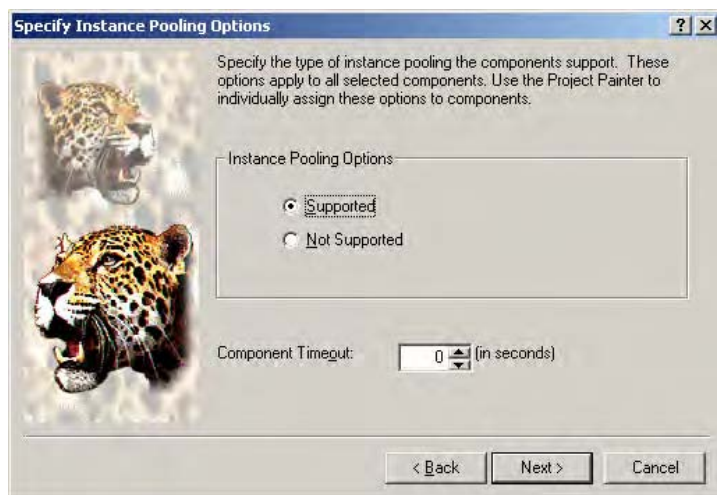 Specify Instance Pooling Options
Specify the type of instance pooling the components support. These
options apply to all selected components. Use the Project Painter to
individually assign these options to components.
Instance Pooling Options
Supported
Not Supported
Component Timeout: 0 (in seconds)
< Back Next > Cancel